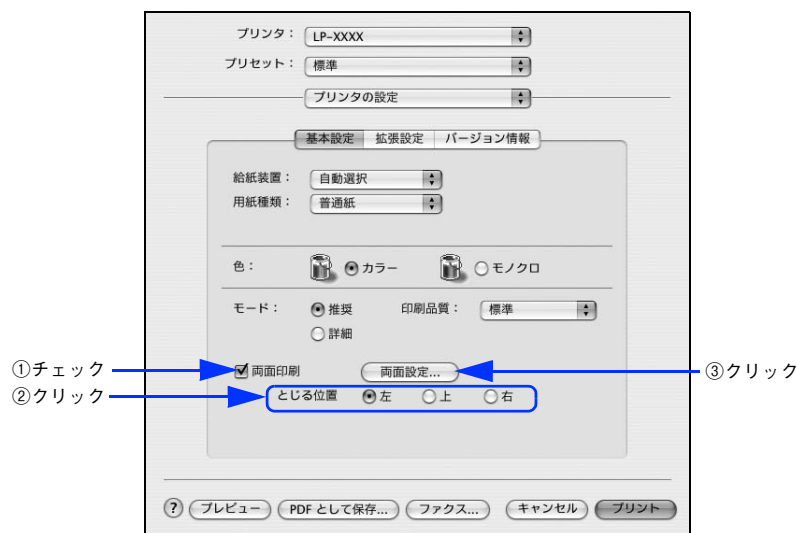 プリンタ： LP-XXXX
プリセット： 標準
プリンタの設定
基本設定 拡張設定 バージョン情報
給紙装置： 自動選択
用紙種類： 普通紙
色： カラー モノクロ
モード： 推奨 印刷品質： 標準
詳細
①チェック 両面印刷 両面設定... ③クリック
②クリック とじる位置 左 上 右
? プレビュー PDF として保存... ファクス... キャンセル プリント